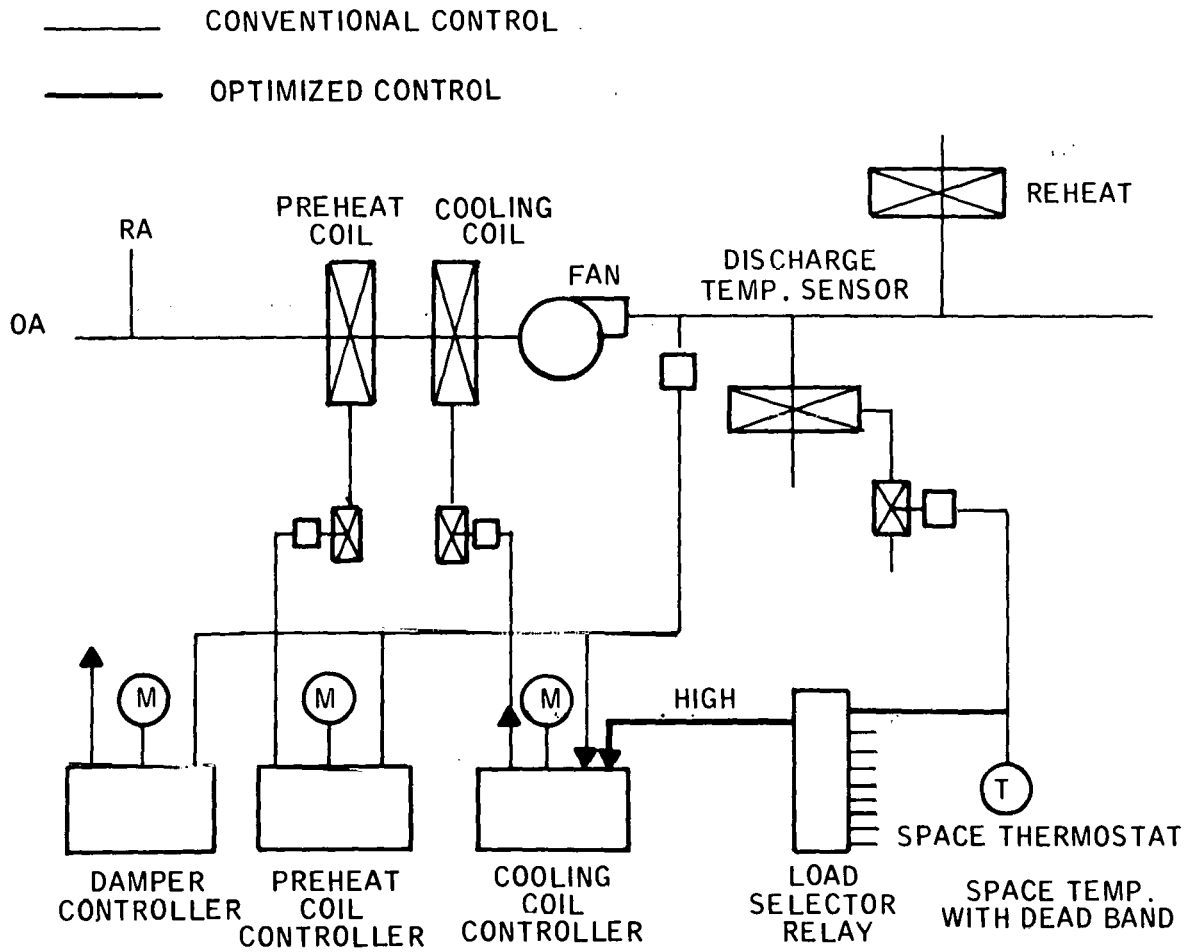 CONVENTIONAL CONTROL
OPTIMIZED CONTROL
REHEAT
PREHEAT
COIL
COOLING
COIL
RA
FAN
DISCHARGE
TEMP. SENSOR
OA
M
M
M
HIGH
T
SPACE THERMOSTAT
DAMPER
CONTROLLER
PREHEAT
COIL
CONTROLLER
COOLING
COIL
CONTROLLER
LOAD
SELECTOR
RELAY
SPACE TEMP.
WITH DEAD BAND